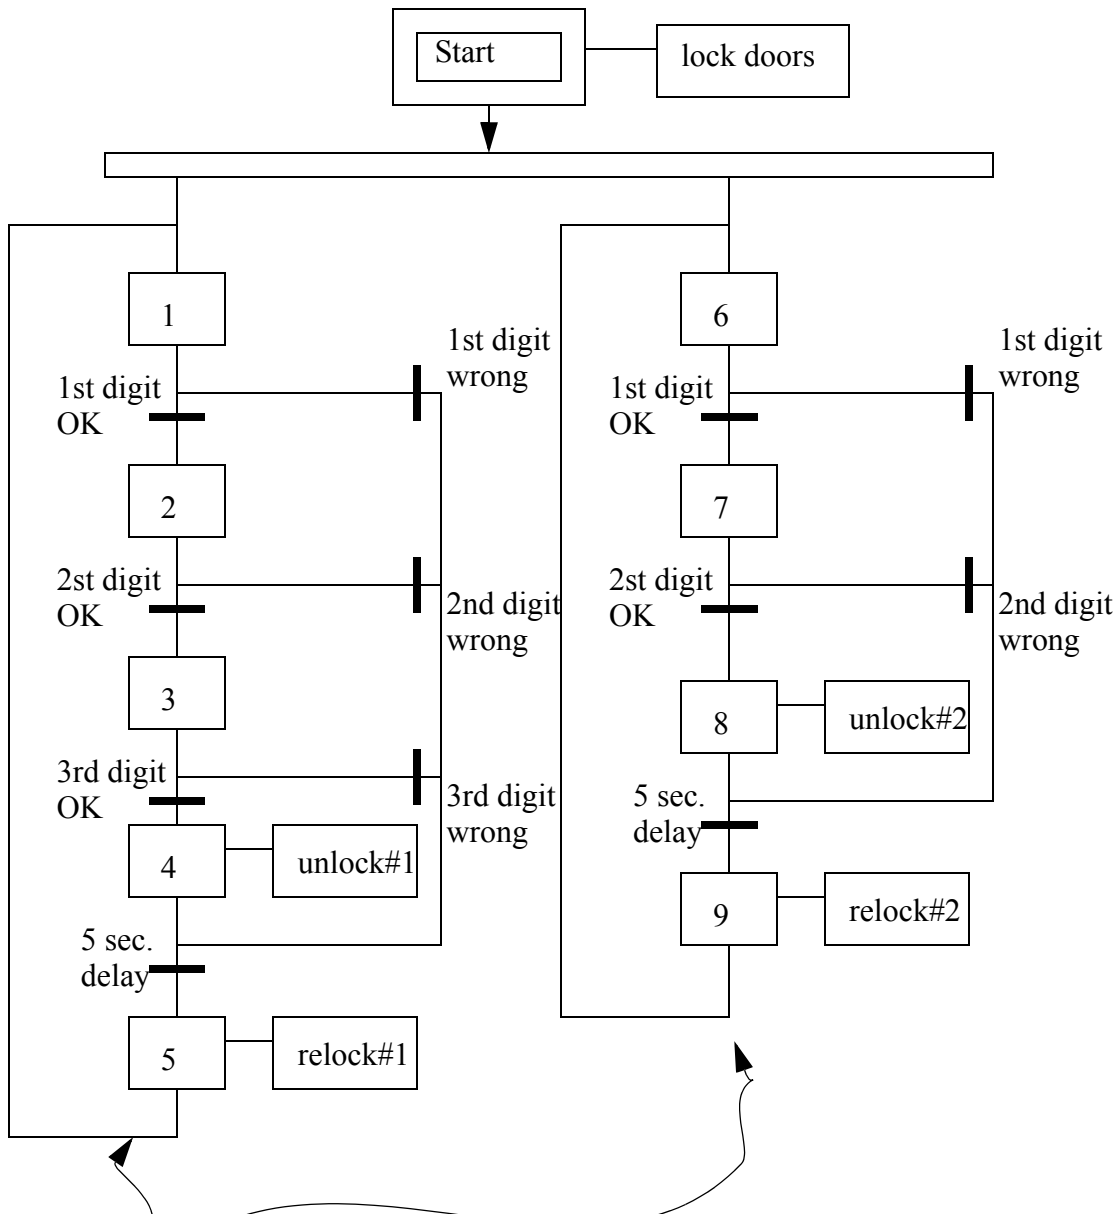 Start
lock doors
1
1st digit
OK
1st digit
wrong
2
2st digit
OK
2nd digit
wrong
3
3rd digit
OK
3rd digit
wrong
4
unlock#1
5 sec.
delay
5
relock#1
6
1st digit
OK
1st digit
wrong
7
2st digit
OK
2nd digit
wrong
8
unlock#2
5 sec.
delay
9
relock#2